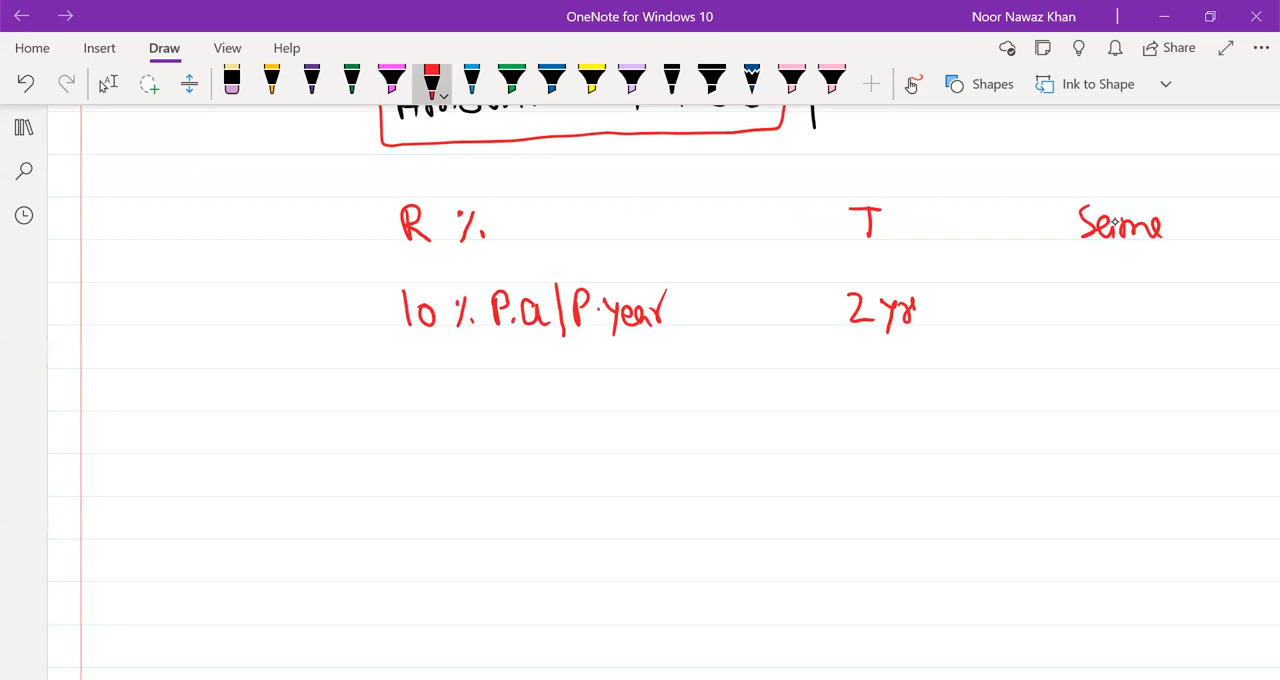 OneNote for Windows 10 Noor Nawaz Khan
Home Insert Draw View Help Share
Shapes Ink to Shape
R % T Same
10 % P.a/P.year 2 yr